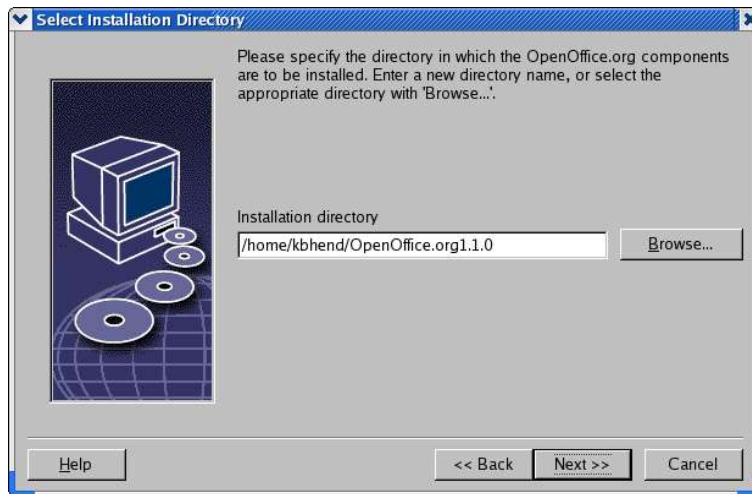 Select Installation Directory
Please specify the directory in which the OpenOffice.org components
are to be installed. Enter a new directory name, or select the
appropriate directory with 'Browse...'.
Installation directory
/home/kbhend/OpenOffice.org1.1.0
Browse...
Help
<< Back
Next >>
Cancel